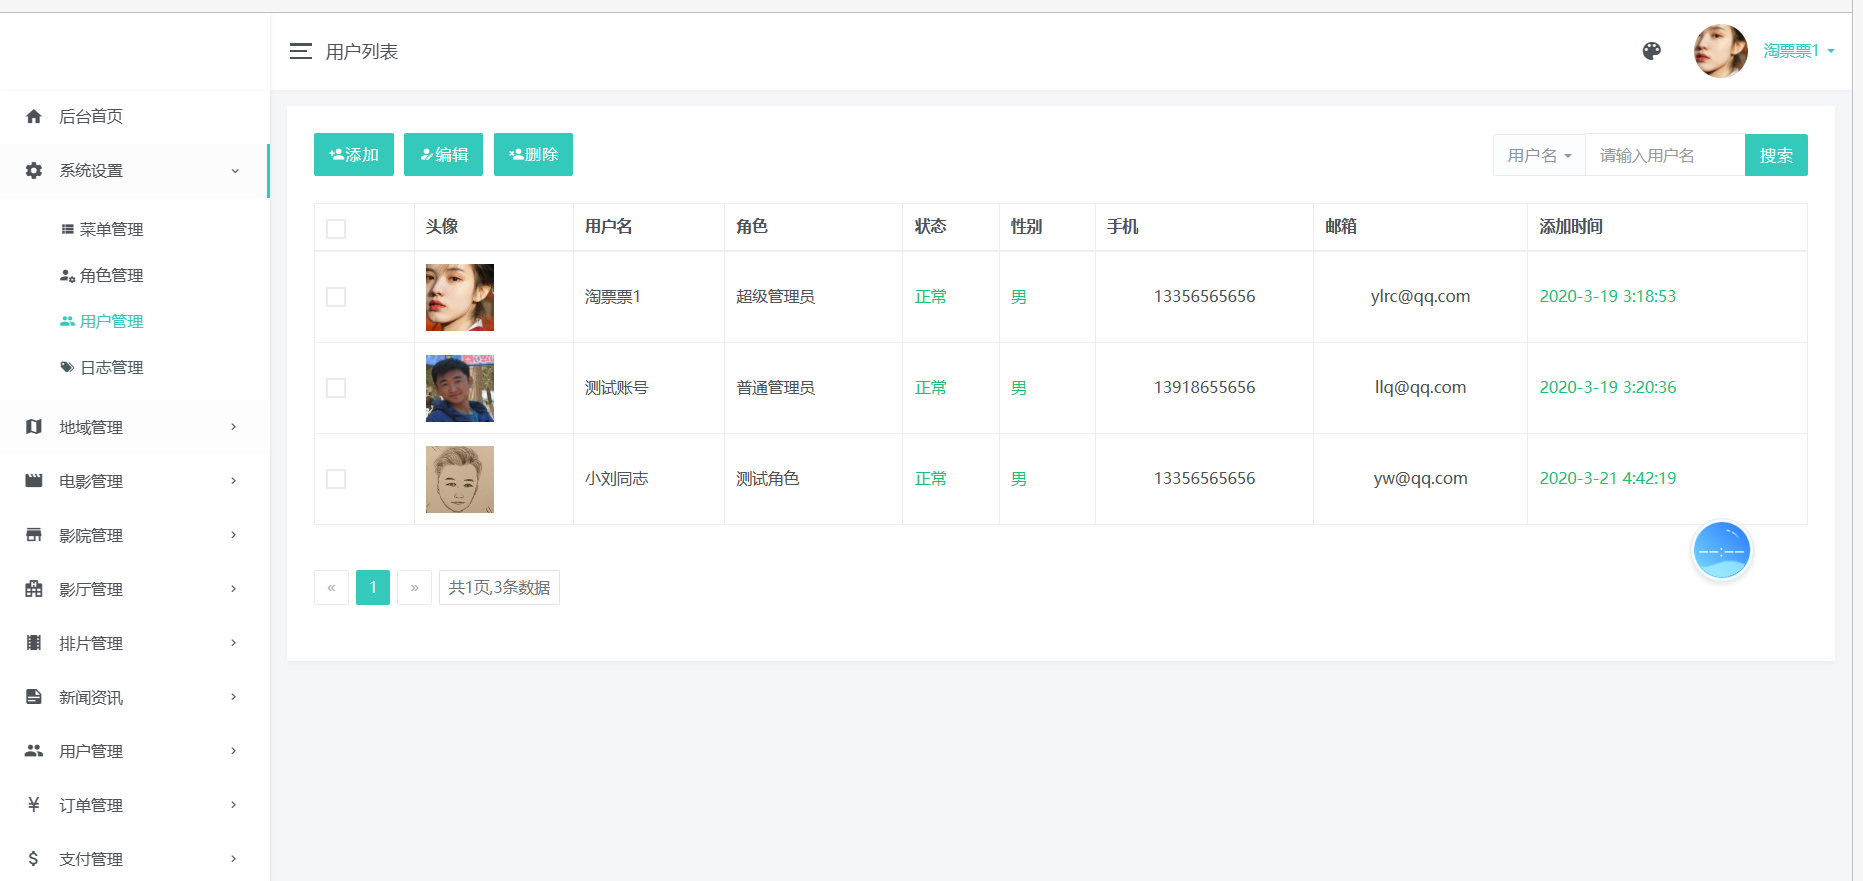 用户列表
淘票票1
后台首页
系统设置
菜单管理
角色管理
用户管理
日志管理
地域管理
电影管理
影院管理
影厅管理
排片管理
新闻资讯
用户管理
订单管理
支付管理
添加 编辑 删除 用户名 请输入用户名 搜索
头像 用户名 角色 状态 性别 手机 邮箱 添加时间
淘票票1 超级管理员 正常 男 13356565656 ylrc@qq.com 2020-3-19 3:18:53
测试账号 普通管理员 正常 男 13918655656 llq@qq.com 2020-3-19 3:20:36
小刘同志 测试角色 正常 男 13356565656 yw@qq.com 2020-3-21 4:42:19
--:--
« 1 » 共1页,3条数据